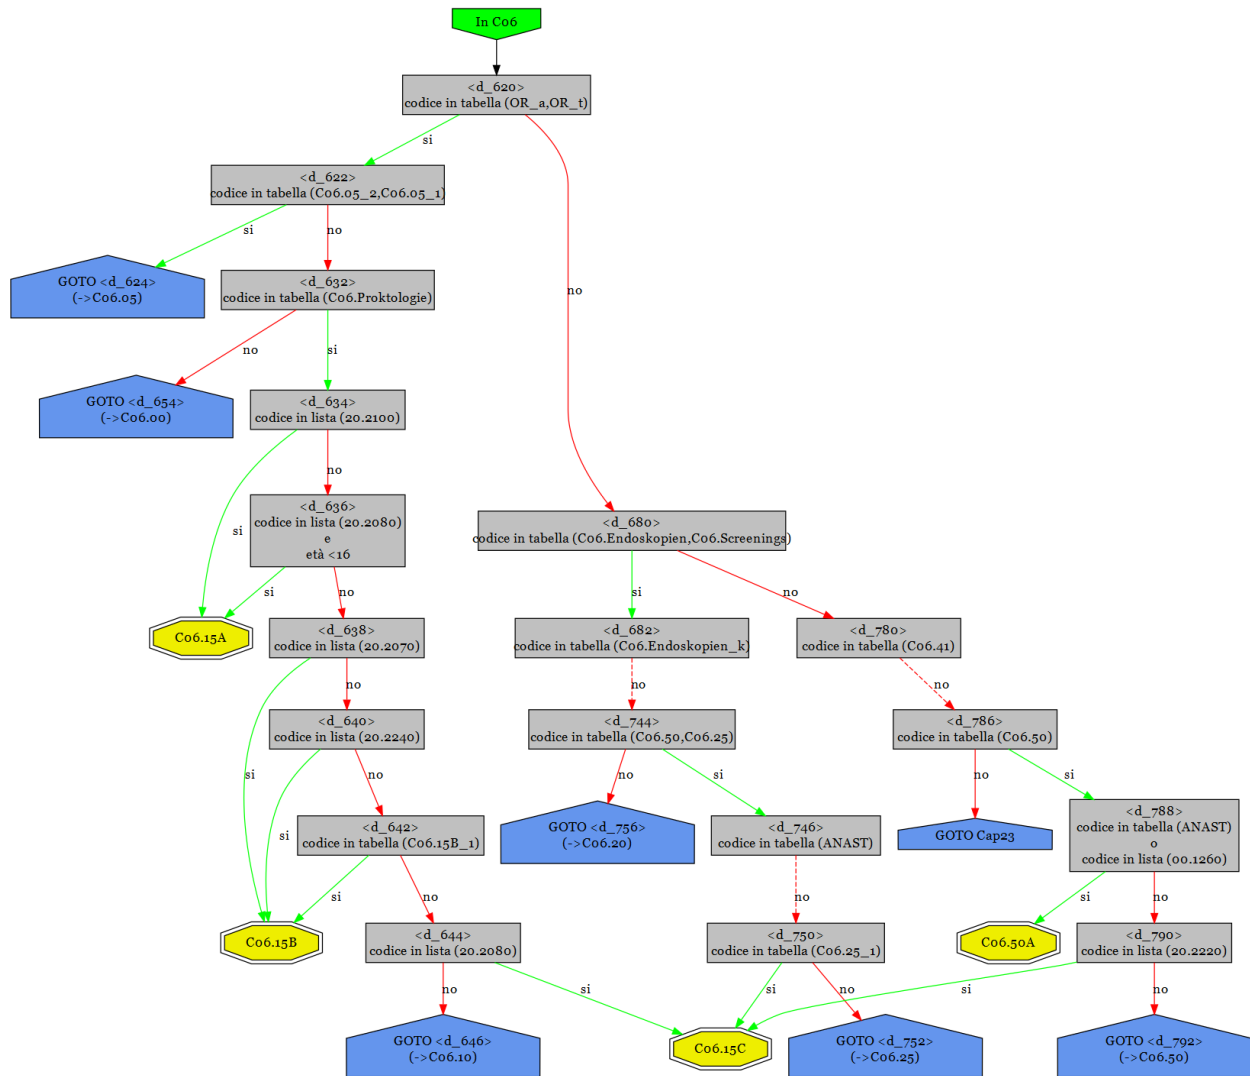 In C06
<d_620>
codice in tabella (OR_a,OR_t)
si
<d_622>
codice in tabella (C06.05_2,C06.05_1)
si
no
GOTO <d_624>
(->C06.05)
<d_632>
codice in tabella (C06.Proktologie)
no
no
si
GOTO <d_654>
(->C06.00)
<d_634>
codice in lista (20.2100)
no
<d_636>
codice in lista (20.2080)
e
età <16
si
<d_680>
codice in tabella (C06.Endoskopien,C06.Screenings)
si
no
si
no
C06.15A
<d_638>
codice in lista (20.2070)
<d_682>
codice in tabella (C06.Endoskopien_k)
<d_780>
codice in tabella (C06.41)
no
no
no
<d_640>
codice in lista (20.2240)
<d_744>
codice in tabella (C06.50,C06.25)
<d_786>
codice in tabella (C06.50)
si
no
no
si
no
si
<d_642>
codice in tabella (C06.15B_1)
si
GOTO <d_756>
(->C06.20)
<d_746>
codice in tabella (ANAST)
GOTO Cap23
<d_788>
codice in tabella (ANAST)
o
codice in lista (00.1260)
si
no
no
si
no
C06.15B
<d_644>
codice in lista (20.2080)
<d_750>
codice in tabella (C06.25_1)
C06.50A
<d_790>
codice in lista (20.2220)
no
si
si
no
si
no
GOTO <d_646>
(->C06.10)
C06.15C
GOTO <d_752>
(->C06.25)
GOTO <d_792>
(->C06.50)